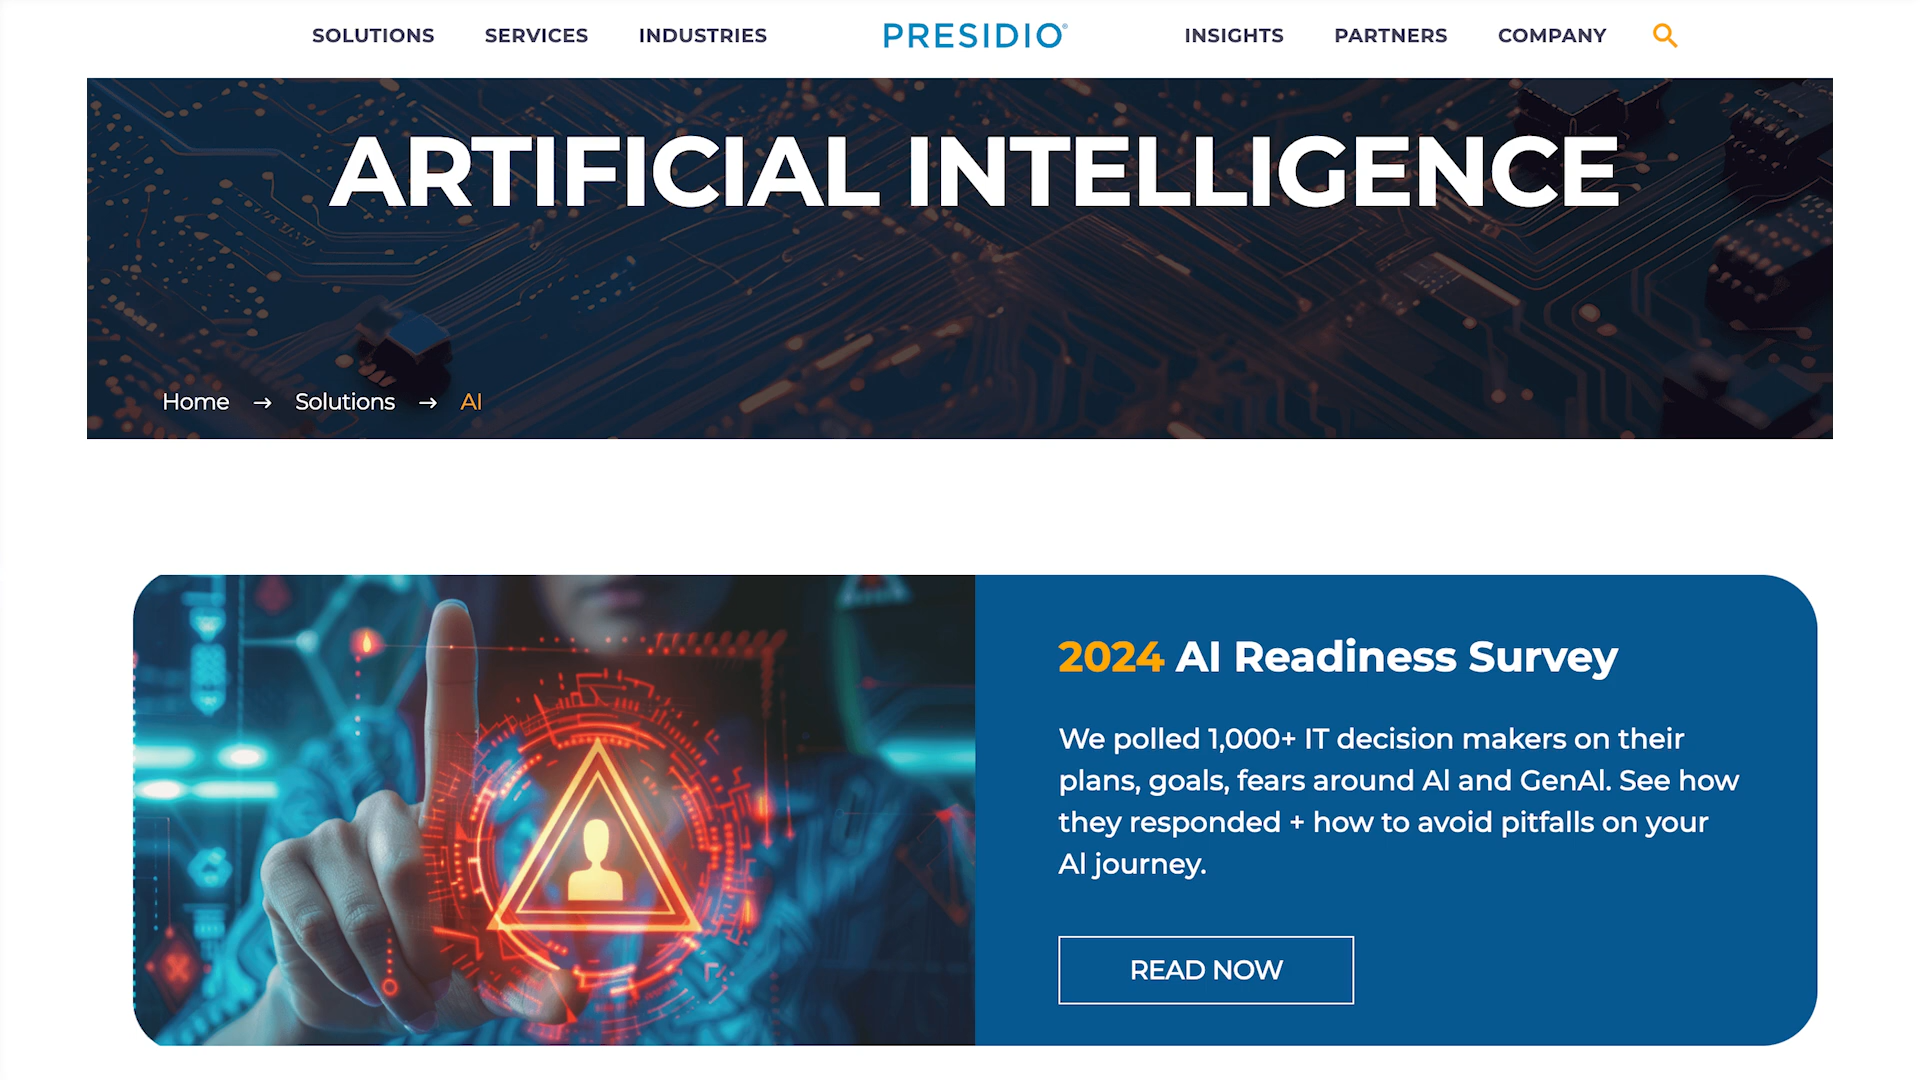 SOLUTIONS SERVICES INDUSTRIES PRESIDIO® INSIGHTS PARTNERS COMPANY
ARTIFICIAL INTELLIGENCE
Home → Solutions → AI
2024 AI Readiness Survey
We polled 1,000+ IT decision makers on their
plans, goals, fears around AI and GenAI. See how
they responded + how to avoid pitfalls on your
AI journey.
READ NOW